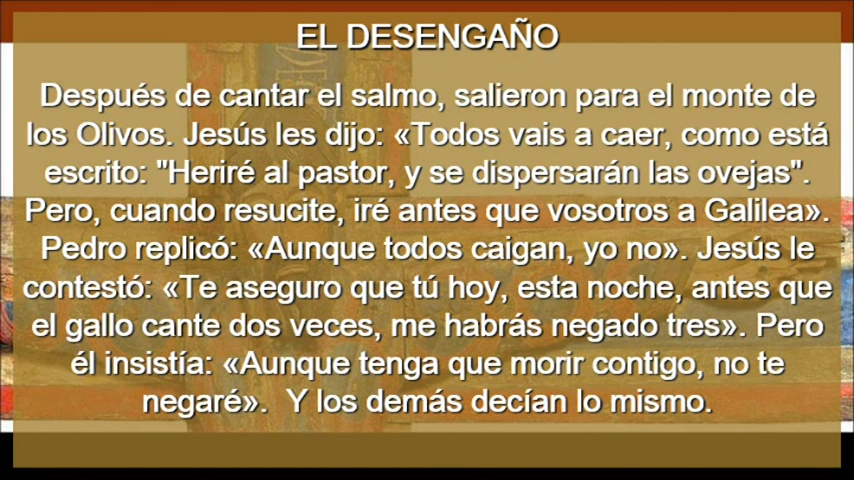 EL DESENGAÑO
Después de cantar el salmo, salieron para el monte de
los Olivos. Jesús les dijo: «Todos vais a caer, como está
escrito: "Heriré al pastor, y se dispersarán las ovejas".
Pero, cuando resucite, iré antes que vosotros a Galilea».
Pedro replicó: «Aunque todos caigan, yo no». Jesús le
contestó: «Te aseguro que tú hoy, esta noche, antes que
el gallo cante dos veces, me habrás negado tres». Pero
él insistía: «Aunque tenga que morir contigo, no te
negaré».  Y los demás decían lo mismo.